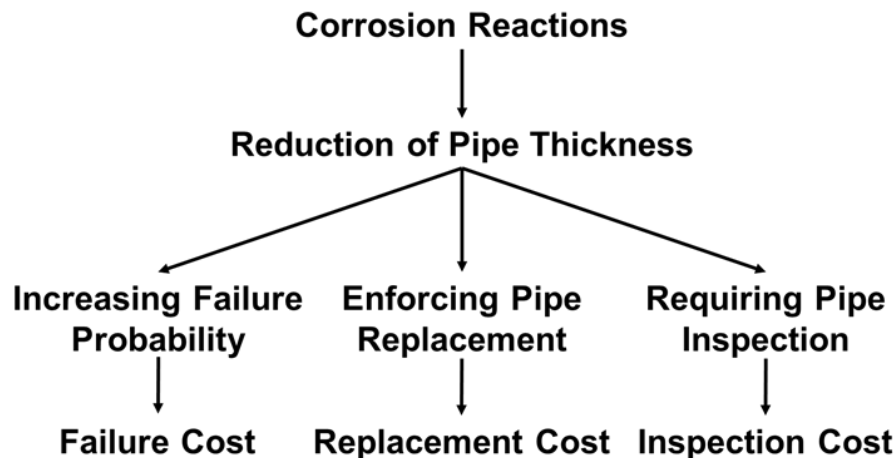 Corrosion Reactions
Reduction of Pipe Thickness
Increasing Failure
Probability
Enforcing Pipe
Replacement
Requiring Pipe
Inspection
Failure Cost
Replacement Cost
Inspection Cost